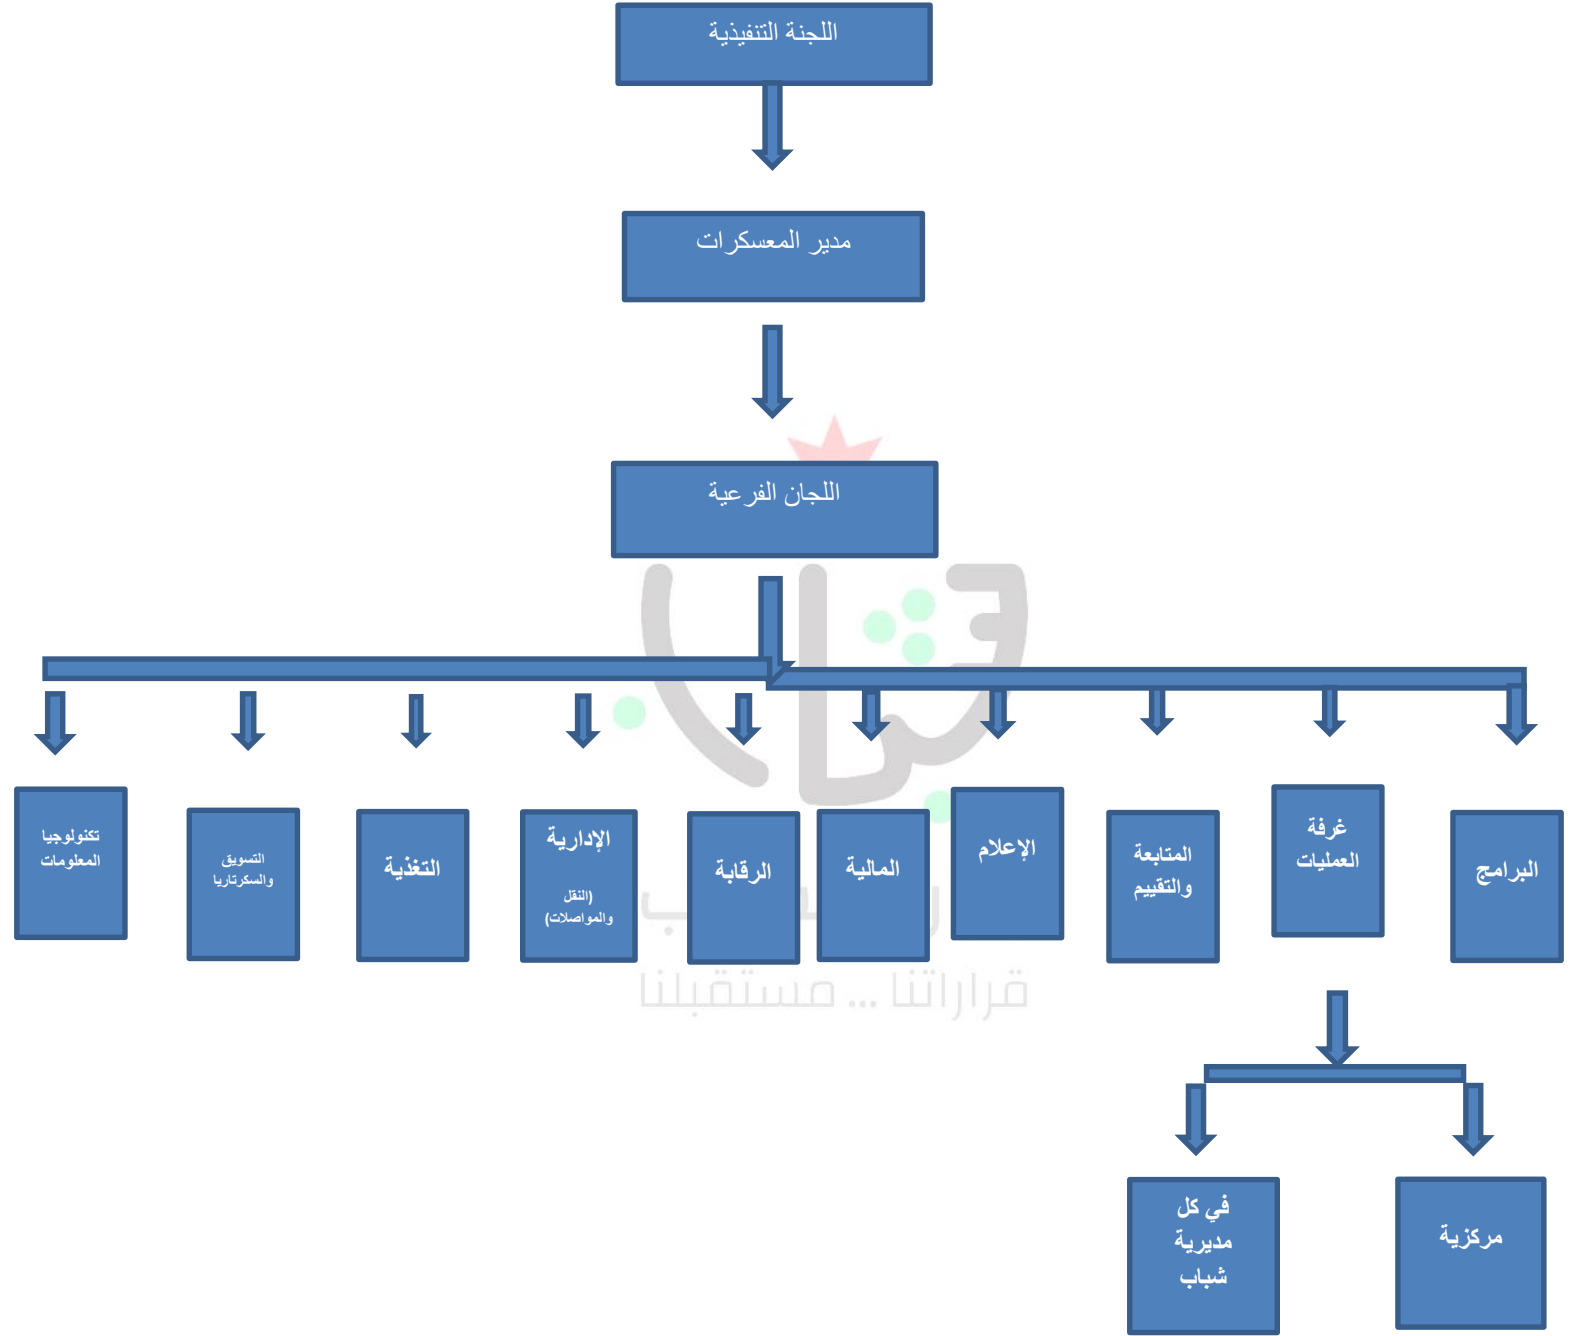 اللجنة التنفيذية
مدير المعسكرات
اللجان الفرعية
البرامج
غرفة
العمليات
المتابعة
والتقييم
الإعلام
المالية
الرقابة
الإدارية
(النقل
والمواصلات)
التغذية
التسويق
والسكرتاريا
تكنولوجيا
المعلومات
قراراتنا ... مستقبلنا
مركزية
في كل
مديرية
شباب